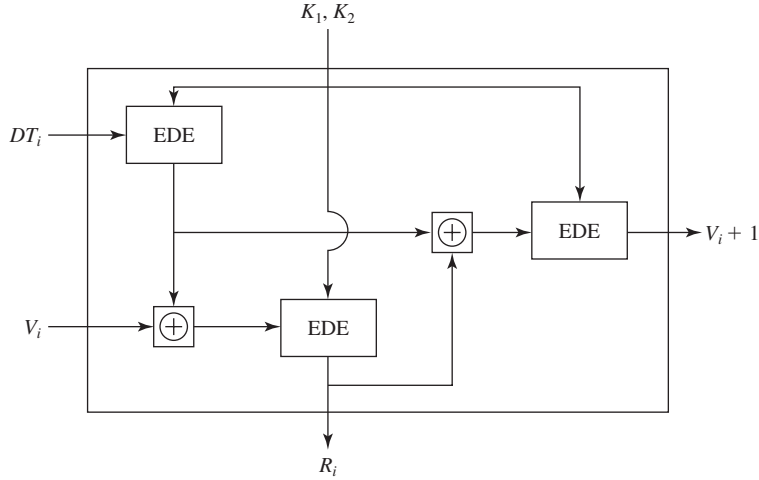 K₁, K₂
EDE
DTᵢ
EDE
Vᵢ + 1
Vᵢ
EDE
Rᵢ